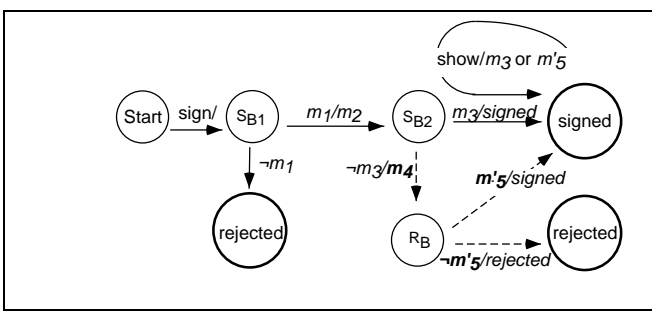 show/m3 or m'5
Start
sign/
SB1
m1/m2
SB2
m3/signed
signed
¬m1
¬m3/m4
m'5/signed
rejected
RB
rejected
¬m'5/rejected